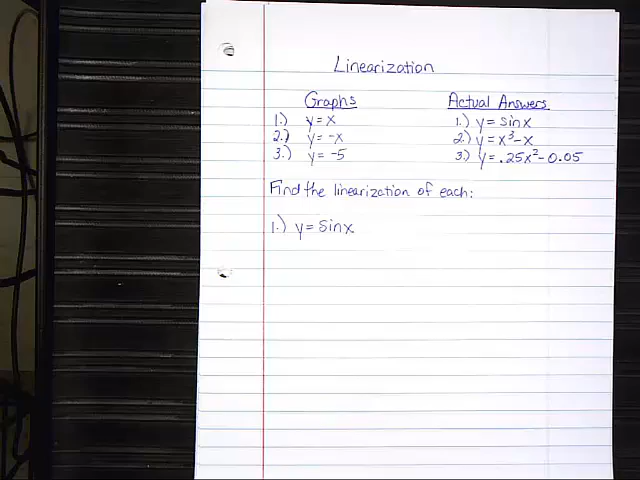 Linearization
Graphs Actual Answers
1.) y = x 1.) y = sinx
2.) y = -x 2.) y = x³-x
3.) y = -5 3.) y = .25x²-0.05
Find the linearization of each:
1.) y = sinx